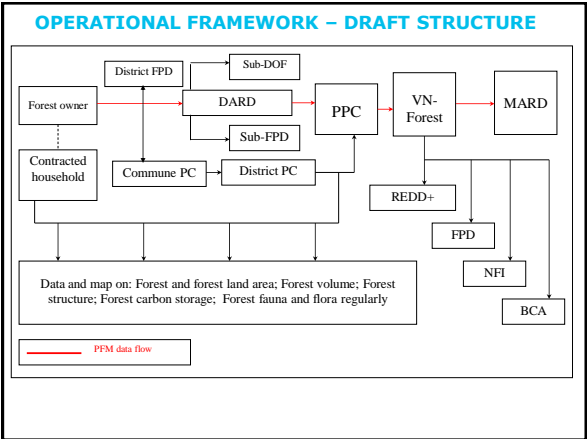 OPERATIONAL FRAMEWORK – DRAFT STRUCTURE
District FPD
Sub-DOF
Forest owner
DARD
PPC
VN-
Forest
MARD
Sub-FPD
Contracted
household
Commune PC
District PC
REDD+
FPD
NFI
BCA
Data and map on: Forest and forest land area; Forest volume; Forest
structure; Forest carbon storage; Forest fauna and flora regularly
PFM data flow